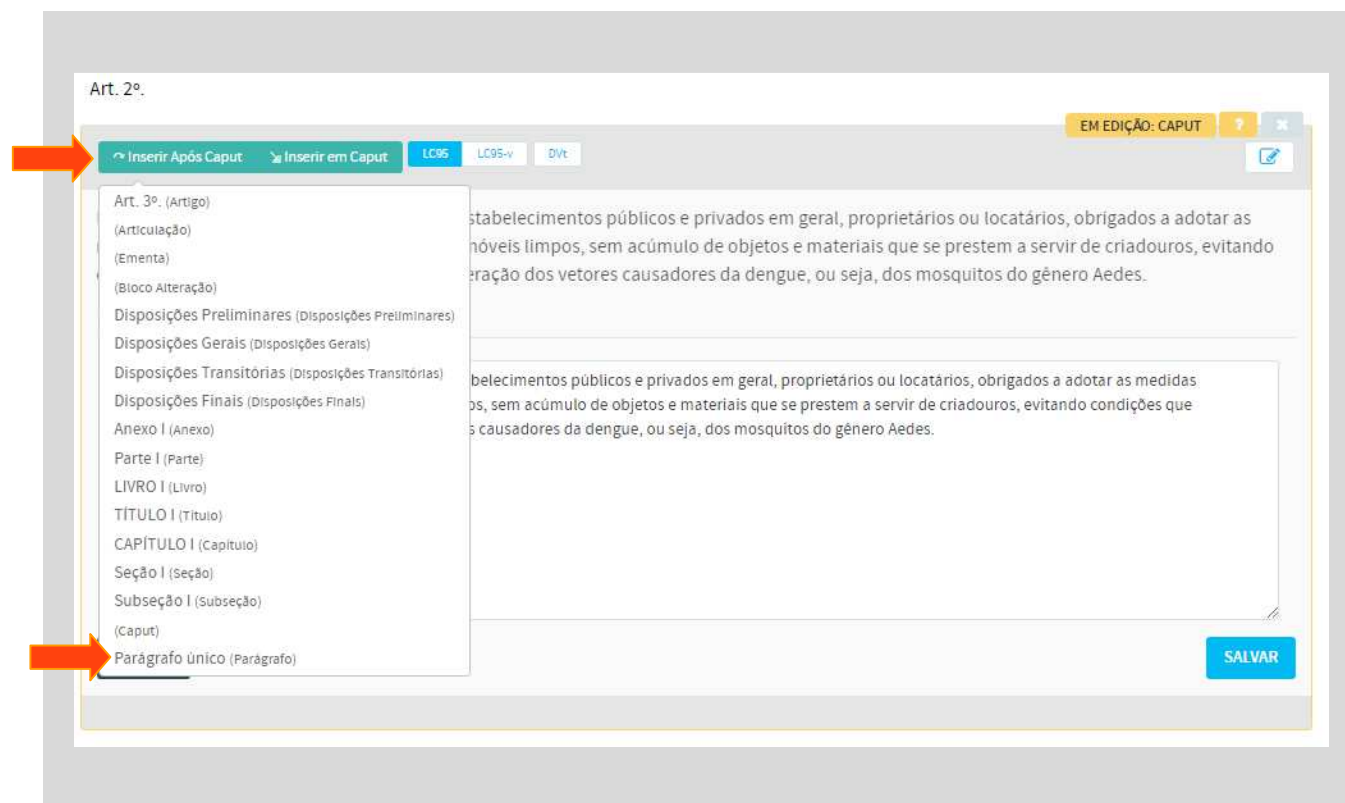 Art. 2º.
EM EDIÇÃO: CAPUT ?
Inserir Após Caput Inserir em Caput LC95 LC95-v DVt
Art. 3º. (Artigo)
(Articulação)
(Ementa)
(Bloco Alteração)
Disposições Preliminares (Disposições Preliminares)
Disposições Gerais (Disposições Gerais)
Disposições Transitórias (Disposições Transitórias)
Disposições Finais (Disposições Finais)
Anexo I (Anexo)
Parte I (Parte)
LIVRO I (Livro)
TÍTULO I (Título)
CAPÍTULO I (Capítulo)
Seção I (Seção)
Subseção I (Subseção)
(Caput)
Parágrafo único (Parágrafo)
stabelecimentos públicos e privados em geral, proprietários ou locatários, obrigados a adotar as
móveis limpos, sem acúmulo de objetos e materiais que se prestem a servir de criadouros, evitando
eração dos vetores causadores da dengue, ou seja, dos mosquitos do gênero Aedes.
belecimentos públicos e privados em geral, proprietários ou locatários, obrigados a adotar as medidas
os, sem acúmulo de objetos e materiais que se prestem a servir de criadouros, evitando condições que
s causadores da dengue, ou seja, dos mosquitos do gênero Aedes.
SALVAR